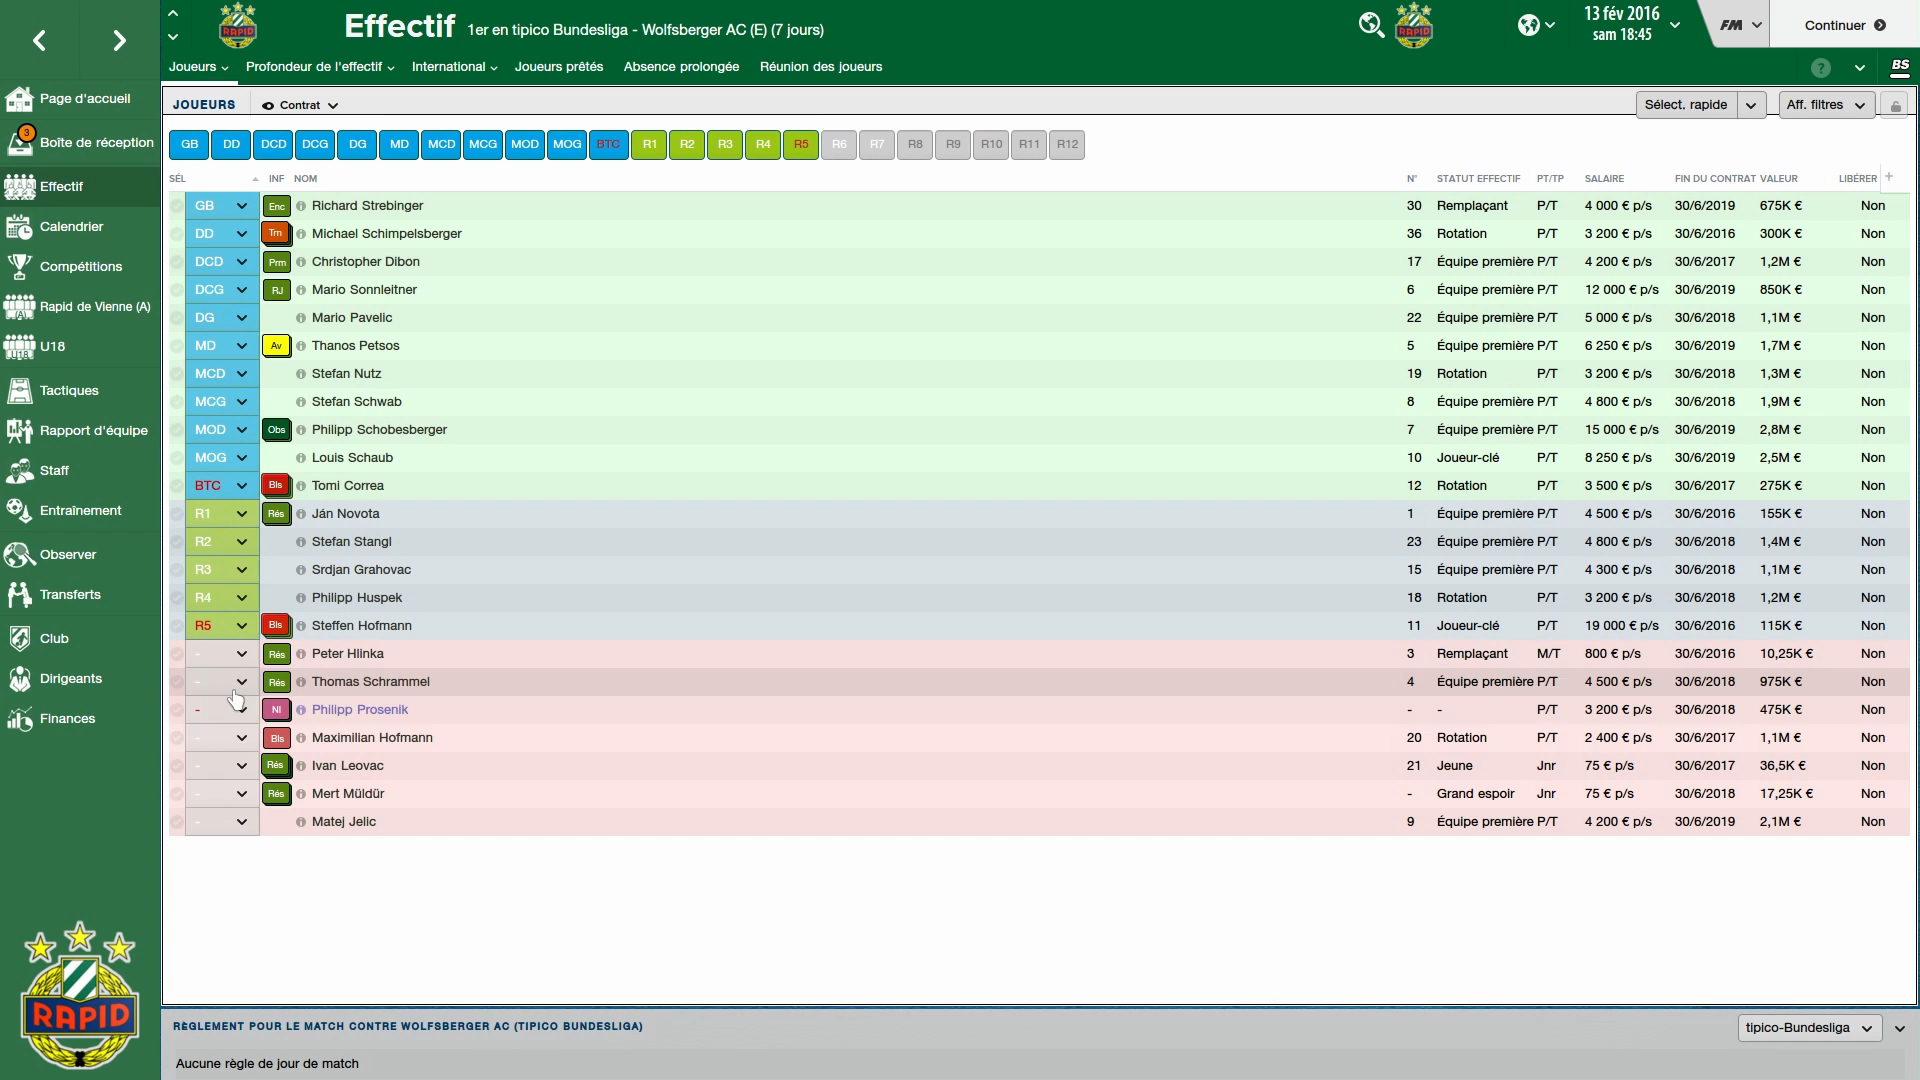 Effectif 1er en tipico Bundesliga - Wolfsberger AC (E) (7 jours)
13 fév 2016
sam 18:45
FM
Continuer
Joueurs Profondeur de l'effectif International Joueurs prêtés Absence prolongée Réunion des joueurs
? BS
RAPID
RAPID
Page d'accueil
3
Boîte de réception
Effectif
Calendrier
Compétitions
(A) Rapid de Vienne (A)
U18 U18
Tactiques
Rapport d'équipe
Staff
Entraînement
Observer
Transferts
Club
Dirigeants
Finances
RAPID
JOUEURS Contrat Sélect. rapide Aff. filtres
GB DD DCD DCG DG MD MCD MCG MOD MOG BTC R1 R2 R3 R4 R5 R6 R7 R8 R9 R10 R11 R12
SÉL INF NOM N° STATUT EFFECTIF PT/TP SALAIRE FIN DU CONTRAT VALEUR LIBÉRER +
GB Enc Richard Strebinger 30 Remplaçant P/T 4 000 € p/s 30/6/2019 675K € Non
DD Trn Michael Schimpelsberger 36 Rotation P/T 3 200 € p/s 30/6/2016 300K € Non
DCD Prm Christopher Dibon 17 Équipe première P/T 4 200 € p/s 30/6/2017 1,2M € Non
DCG RJ Mario Sonnleitner 6 Équipe première P/T 12 000 € p/s 30/6/2019 850K € Non
DG Mario Pavelic 22 Équipe première P/T 5 000 € p/s 30/6/2018 1,1M € Non
MD Av Thanos Petsos 5 Équipe première P/T 6 250 € p/s 30/6/2019 1,7M € Non
MCD Stefan Nutz 19 Rotation P/T 3 200 € p/s 30/6/2018 1,3M € Non
MCG Stefan Schwab 8 Équipe première P/T 4 800 € p/s 30/6/2018 1,9M € Non
MOD Obs Philipp Schobesberger 7 Équipe première P/T 15 000 € p/s 30/6/2019 2,8M € Non
MOG Louis Schaub 10 Joueur-clé P/T 8 250 € p/s 30/6/2019 2,5M € Non
BTC Bls Tomi Correa 12 Rotation P/T 3 500 € p/s 30/6/2017 275K € Non
R1 Rés Ján Novota 1 Équipe première P/T 4 500 € p/s 30/6/2016 155K € Non
R2 Stefan Stangl 23 Équipe première P/T 4 800 € p/s 30/6/2018 1,4M € Non
R3 Srdjan Grahovac 15 Équipe première P/T 4 300 € p/s 30/6/2018 1,1M € Non
R4 Philipp Huspek 18 Rotation P/T 3 200 € p/s 30/6/2018 1,2M € Non
R5 Bls Steffen Hofmann 11 Joueur-clé P/T 19 000 € p/s 30/6/2016 115K € Non
- Rés Peter Hlinka 3 Remplaçant M/T 800 € p/s 30/6/2016 10,25K € Non
- Rés Thomas Schrammel 4 Équipe première P/T 4 500 € p/s 30/6/2018 975K € Non
- NI Philipp Prosenik - - P/T 3 200 € p/s 30/6/2018 475K € Non
- Bls Maximilian Hofmann 20 Rotation P/T 2 400 € p/s 30/6/2017 1,1M € Non
- Rés Ivan Leovac 21 Jeune Jnr 75 € p/s 30/6/2017 36,5K € Non
- Rés Mert Müldür - Grand espoir Jnr 75 € p/s 30/6/2018 17,25K € Non
- Matej Jelic 9 Équipe première P/T 4 200 € p/s 30/6/2019 2,1M € Non
RÈGLEMENT POUR LE MATCH CONTRE WOLFSBERGER AC (TIPICO BUNDESLIGA) tipico-Bundesliga
Aucune règle de jour de match